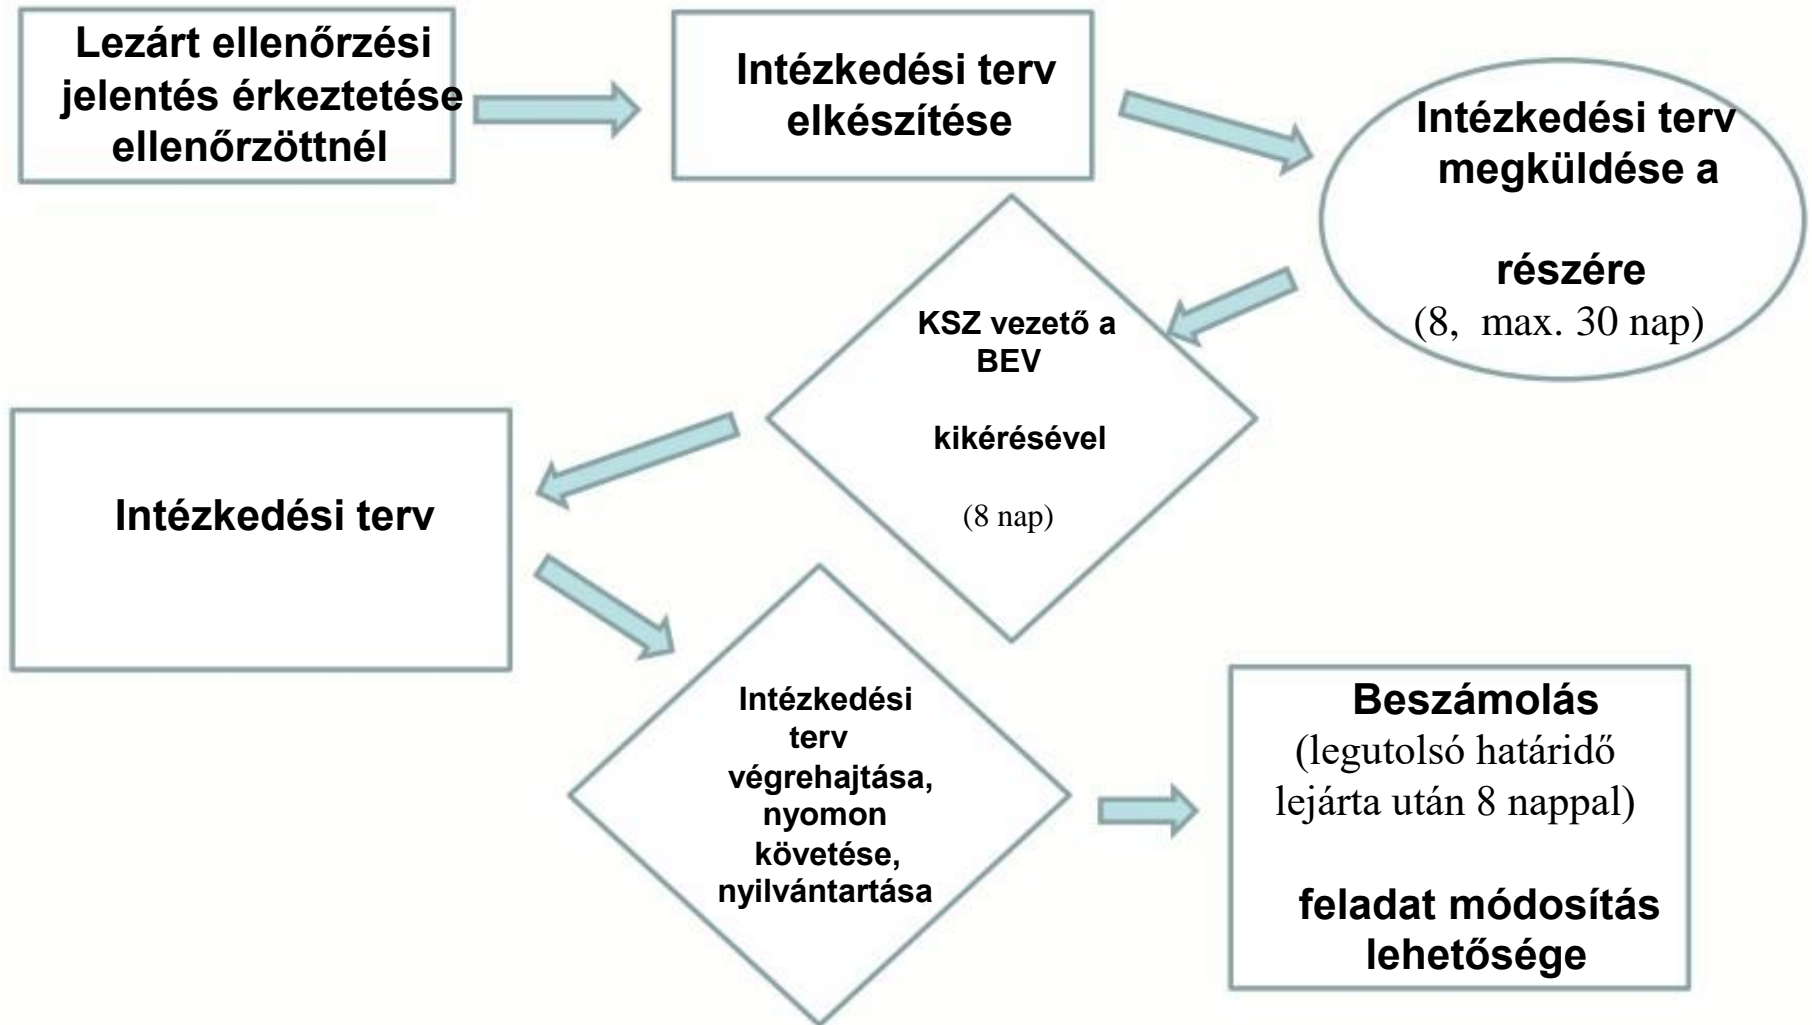 Lezárt ellenőrzési
jelentés érkeztetése
ellenőrzöttnél
Intézkedési terv
elkészítése
Intézkedési terv
megküldése a
részére
(8, max. 30 nap)
KSZ vezető a
BEV
kikérésével
(8 nap)
Intézkedési terv
Intézkedési
terv
végrehajtása,
nyomon
követése,
nyilvántartása
Beszámolás
(legutolsó határidő
lejárta után 8 nappal)
feladat módosítás
lehetősége